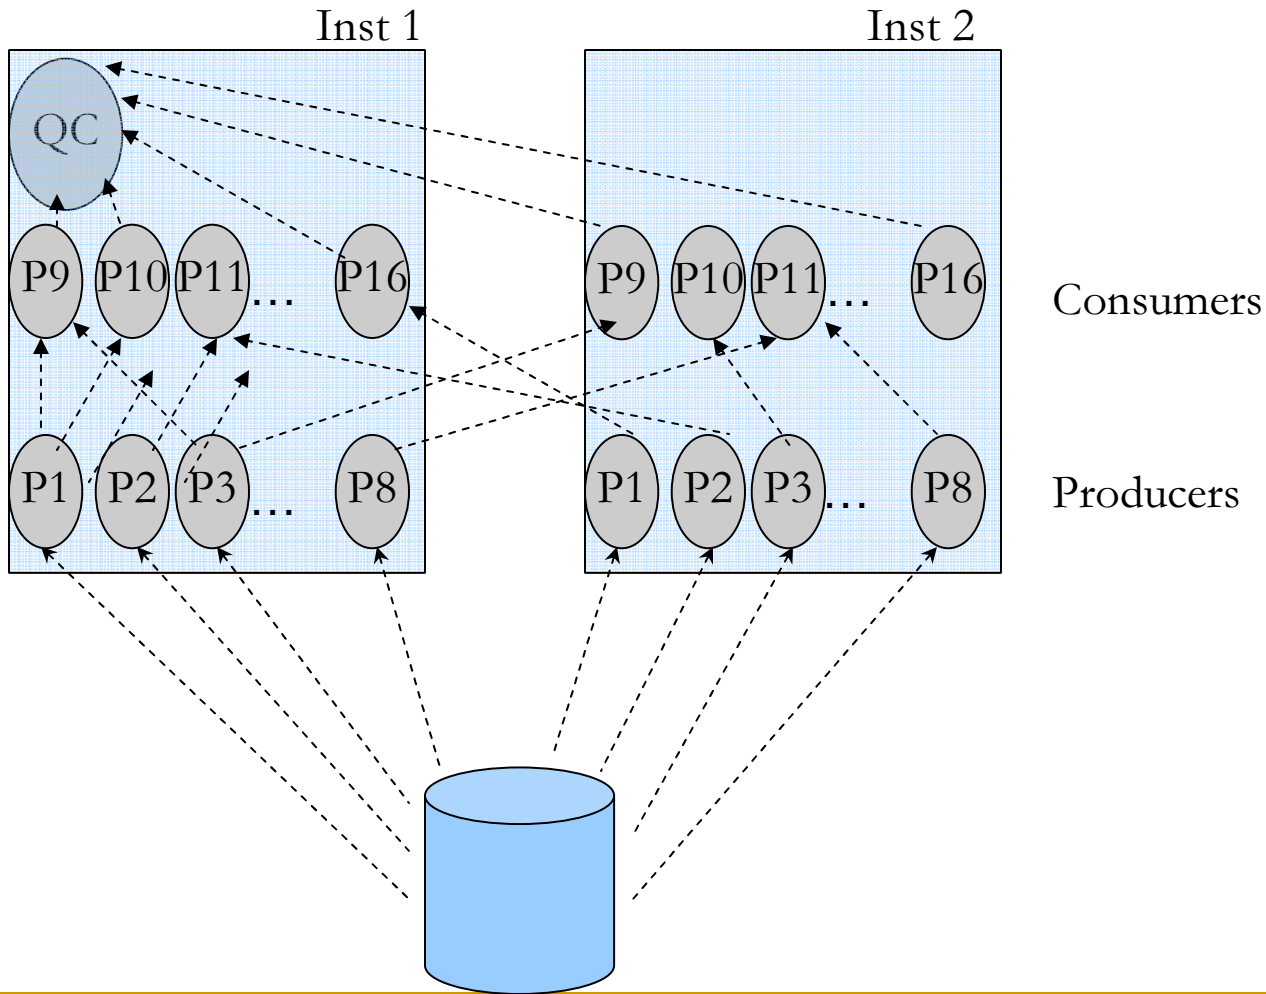 Inst 1
Inst 2
QC
P9 P10 P11 ... P16
P9 P10 P11 ... P16
Consumers
P1 P2 P3 ... P8
P1 P2 P3 ... P8
Producers